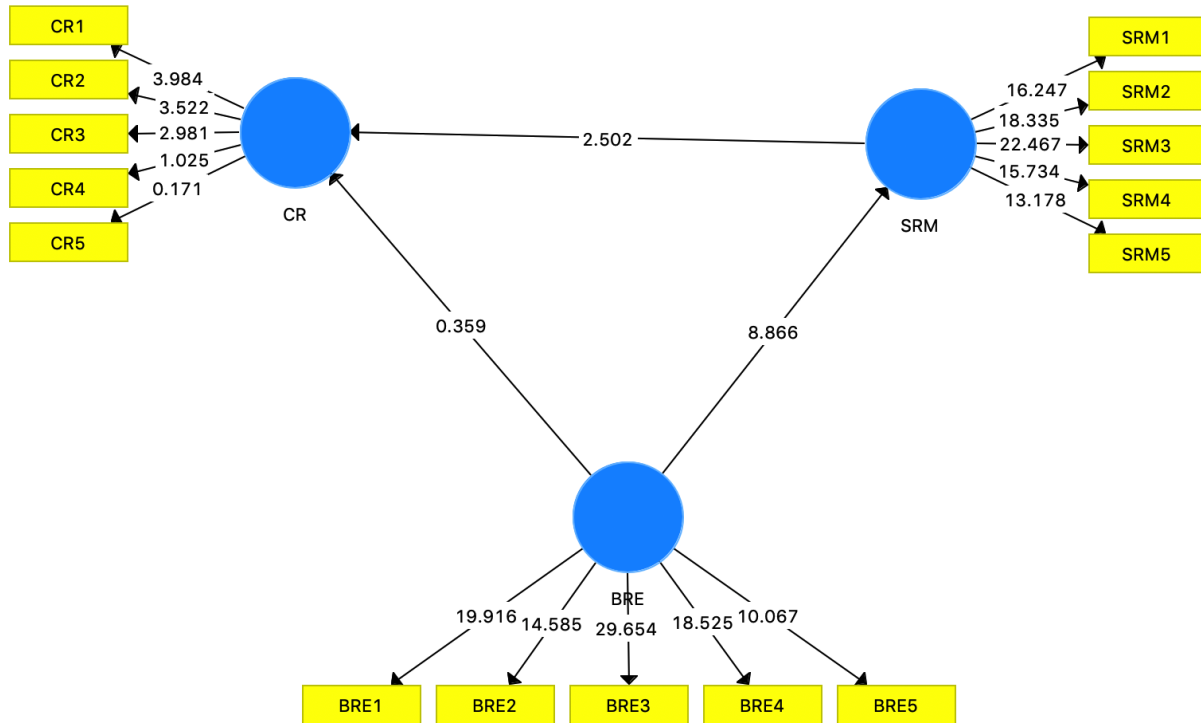 CR1
CR2
CR3
CR4
CR5
3.984
3.522
2.981
1.025
0.171
CR
2.502
SRM1
SRM2
SRM3
SRM4
SRM5
16.247
18.335
22.467
15.734
13.178
SRM
0.359
8.866
BRE
19.916
14.585
29.654
18.525
10.067
BRE1
BRE2
BRE3
BRE4
BRE5